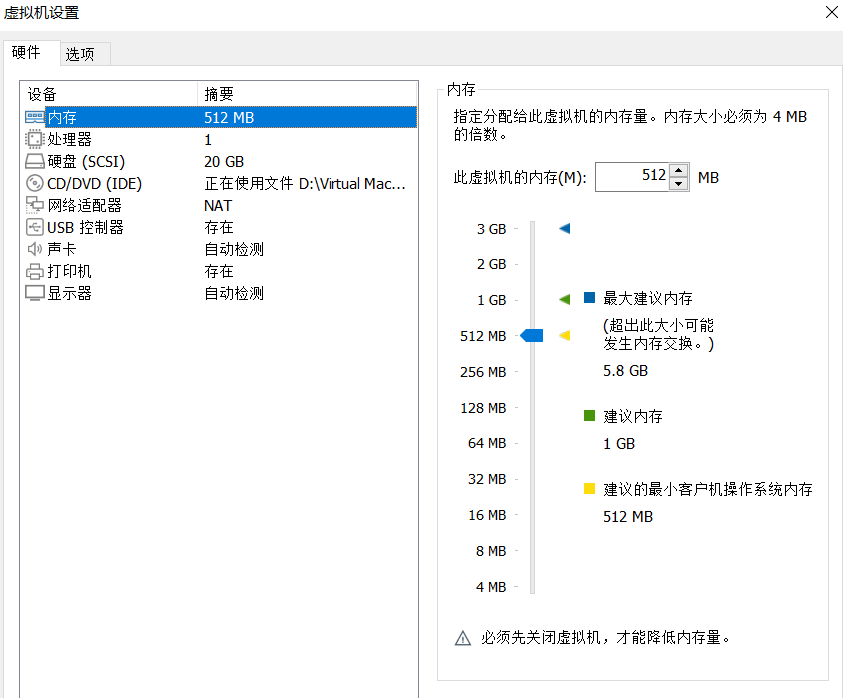 虚拟机设置
硬件
选项
设备 摘要
内存 512 MB
处理器 1
硬盘 (SCSI) 20 GB
CD/DVD (IDE) 正在使用文件 D:\Virtual Mac...
网络适配器 NAT
USB 控制器 存在
声卡 自动检测
打印机 存在
显示器 自动检测
内存
指定分配给此虚拟机的内存量。内存大小必须为 4 MB
的倍数。
此虚拟机的内存(M): 512 MB
3 GB
2 GB
1 GB
512 MB
256 MB
128 MB
64 MB
32 MB
16 MB
8 MB
4 MB
最大建议内存
(超出此大小可能
发生内存交换。)
5.8 GB
建议内存
1 GB
建议的最小客户机操作系统内存
512 MB
必须先关闭虚拟机，才能降低内存量。